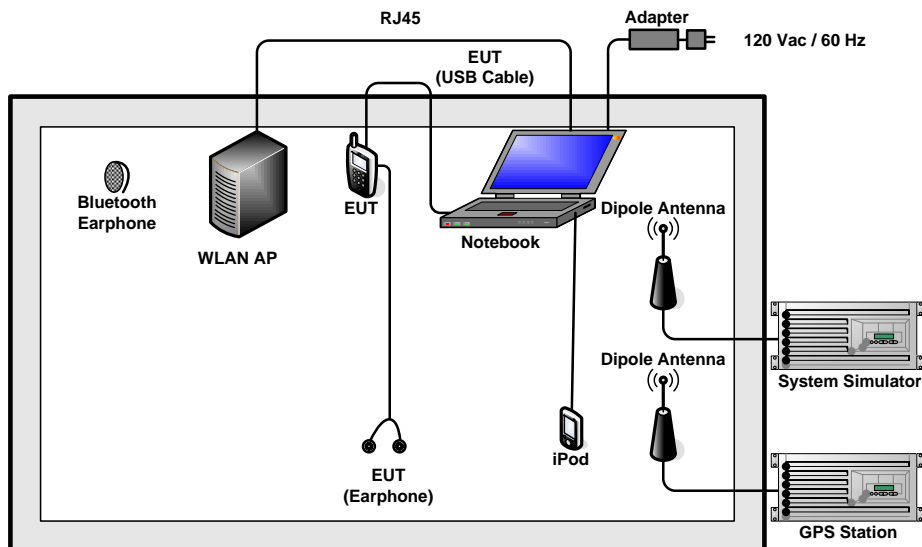 RJ45
Adapter
120 Vac / 60 Hz
EUT
(USB Cable)
Bluetooth
Earphone
WLAN AP
EUT
Notebook
Dipole Antenna
System Simulator
Dipole Antenna
iPod
EUT
(Earphone)
GPS Station